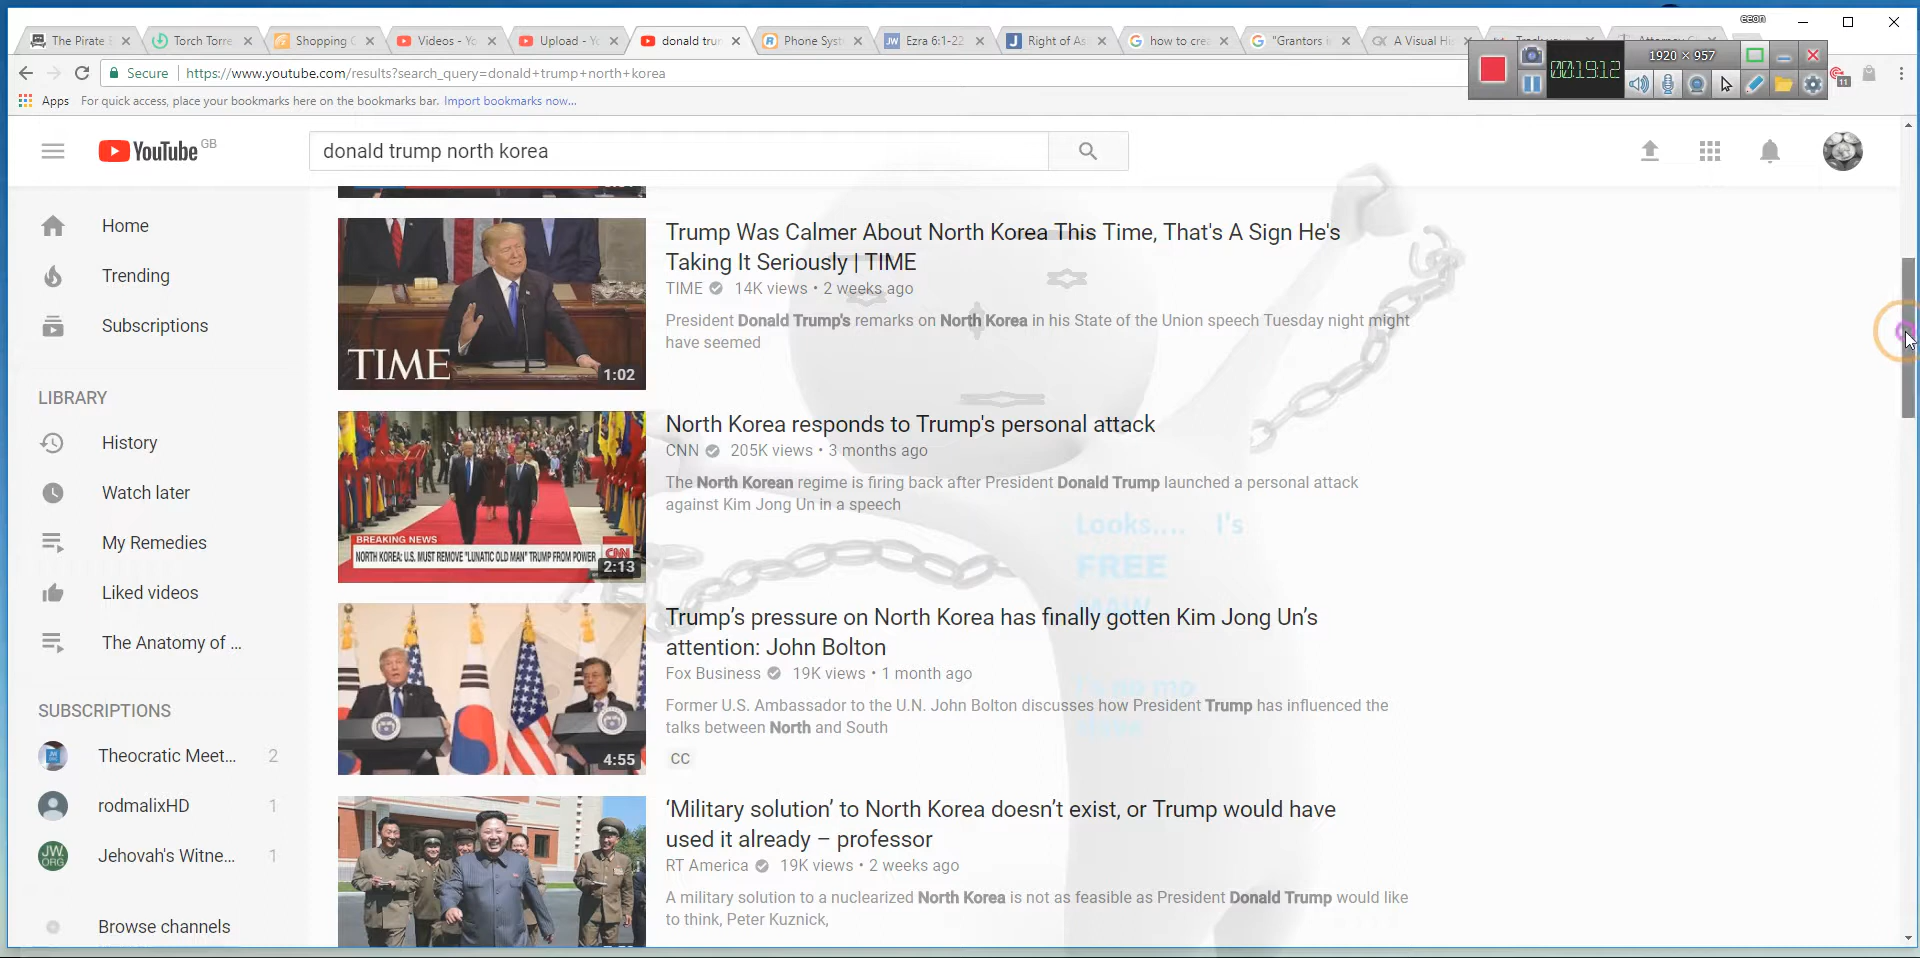 eeon
The Pirate
Torch Torre
Shopping C
Videos - Yo
Upload - Yo
donald trum
Phone Syst
Ezra 6:1-22
Right of As
how to crea
"Grantors i
A Visual His
Secure
https://www.youtube.com/results?search_query=donald+trump+north+korea
1920 × 957
00:19:12
11
Apps
For quick access, place your bookmarks here on the bookmarks bar. Import bookmarks now...
YouTube GB
donald trump north korea
Home
Trending
Subscriptions
LIBRARY
History
Watch later
My Remedies
Liked videos
The Anatomy of ...
SUBSCRIPTIONS
Theocratic Meet... 2
rodmalixHD 1
JW.ORG
Jehovah's Witne... 1
Browse channels
TIME
1:02
Trump Was Calmer About North Korea This Time, That's A Sign He's
Taking It Seriously | TIME
TIME 14K views • 2 weeks ago
President Donald Trump's remarks on North Korea in his State of the Union speech Tuesday night might
have seemed
BREAKING NEWS
NORTH KOREA: U.S. MUST REMOVE "LUNATIC OLD MAN" TRUMP FROM POWER
CNN
2:13
North Korea responds to Trump's personal attack
CNN 205K views • 3 months ago
The North Korean regime is firing back after President Donald Trump launched a personal attack
against Kim Jong Un in a speech
Looks.... I's
FREE
4:55
Trump’s pressure on North Korea has finally gotten Kim Jong Un’s
attention: John Bolton
Fox Business 19K views • 1 month ago
Former U.S. Ambassador to the U.N. John Bolton discusses how President Trump has influenced the
talks between North and South
CC
‘Military solution’ to North Korea doesn’t exist, or Trump would have
used it already – professor
RT America 19K views • 2 weeks ago
A military solution to a nuclearized North Korea is not as feasible as President Donald Trump would like
to think, Peter Kuznick,